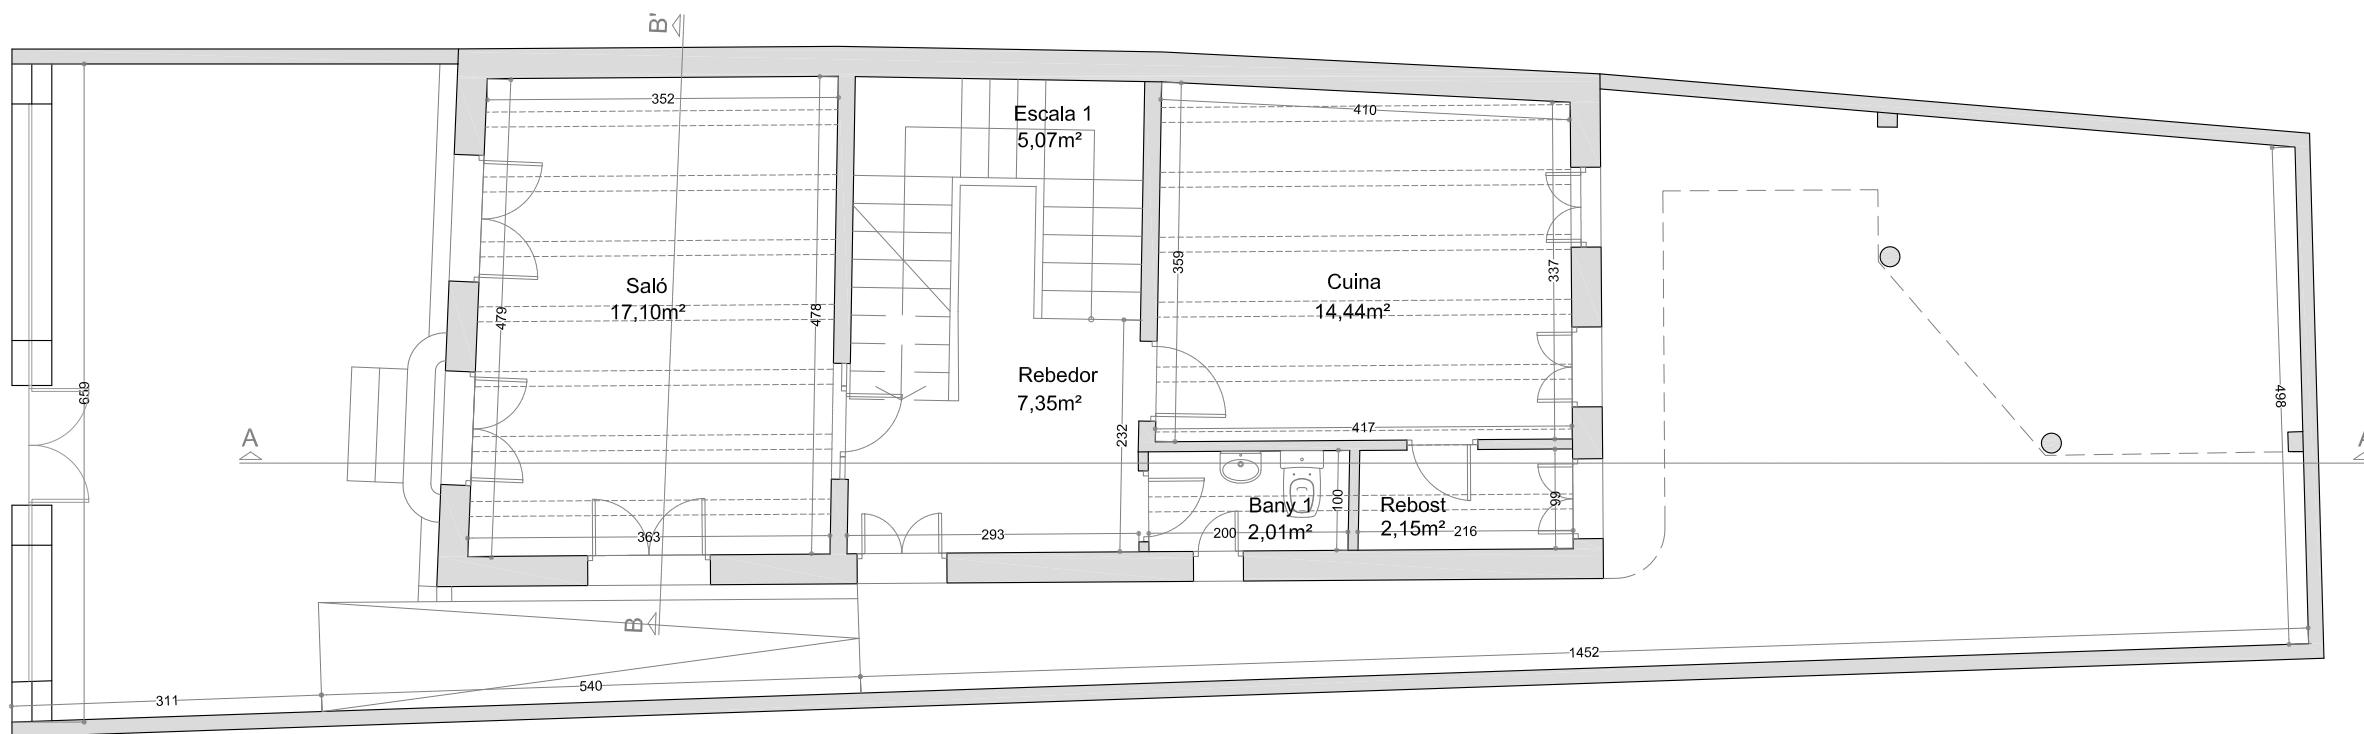 B'
352
Escala 1
5,07m²
410
659
479
Saló
17,10m²
478
359
Cuina
14,44m²
337
498
Rebedor
7,35m²
232
417
A
A
363
293
200
Bany 1
2,01m²
100
Rebost
2,15m²
216
99
B
311
540
1452